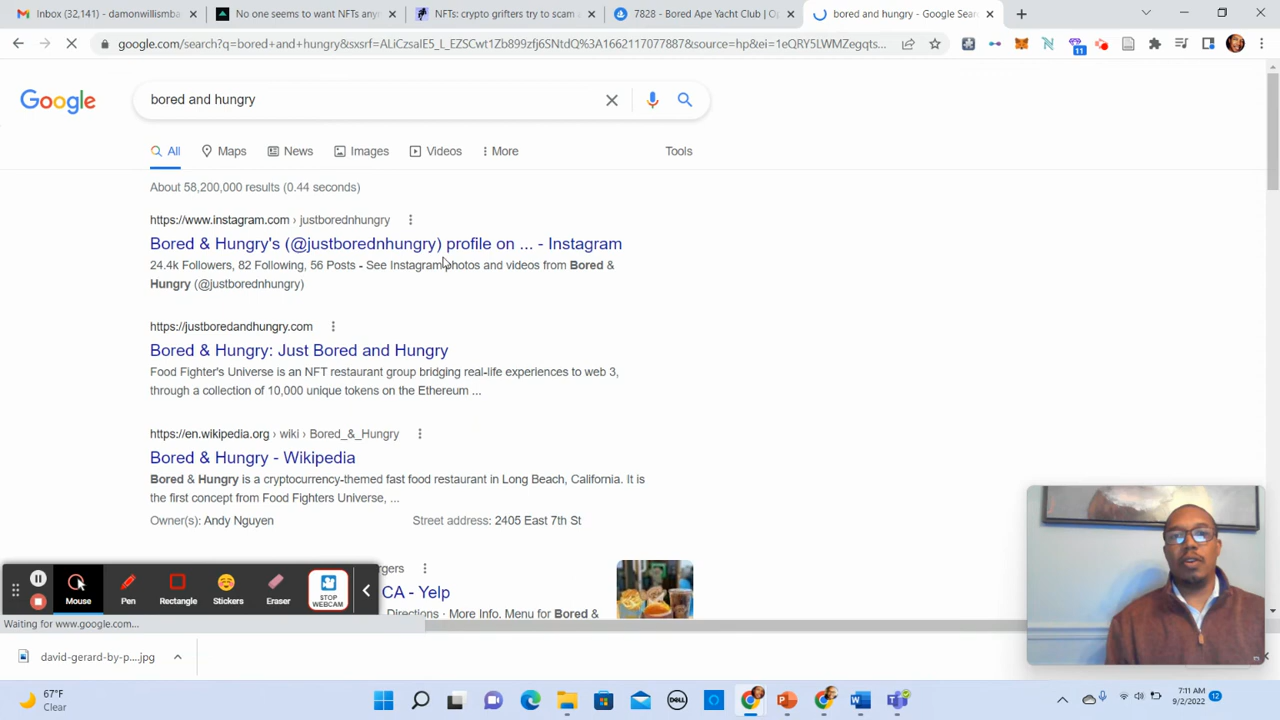 Inbox (32,141) - damonwillismba
No one seems to want NFTs any
NFTs: crypto grifters try to scam
7828 - Bored Ape Yacht Club | Op
bored and hungry - Google Sear
google.com/search?q=bored+and+hungry&sxsrf=ALiCzsaIE5_L_EZSCwt1Zb899zfj6SNtdQ%3A1662117077887&source=hp&ei=1eQRY5LWMZegqts...
11
Google
bored and hungry
All
Maps
News
Images
Videos
More
Tools
About 58,200,000 results (0.44 seconds)
https://www.instagram.com › justborednhungry
Bored & Hungry's (@justborednhungry) profile on ... - Instagram
24.4k Followers, 82 Following, 56 Posts - See Instagram photos and videos from Bored &
Hungry (@justborednhungry)
https://justboredandhungry.com
Bored & Hungry: Just Bored and Hungry
Food Fighter's Universe is an NFT restaurant group bridging real-life experiences to web 3,
through a collection of 10,000 unique tokens on the Ethereum ...
https://en.wikipedia.org › wiki › Bored_&_Hungry
Bored & Hungry - Wikipedia
Bored & Hungry is a cryptocurrency-themed fast food restaurant in Long Beach, California. It is
the first concept from Food Fighters Universe, ...
Owner(s): Andy Nguyen
Street address: 2405 East 7th St
rgers
CA - Yelp
Directions · More Info. Menu for Bored &
Mouse
Pen
Rectangle
Stickers
Eraser
STOP
WEBCAM
Waiting for www.google.com...
david-gerard-by-p....jpg
67°F
Clear
DELL
7:11 AM
9/2/2022
12